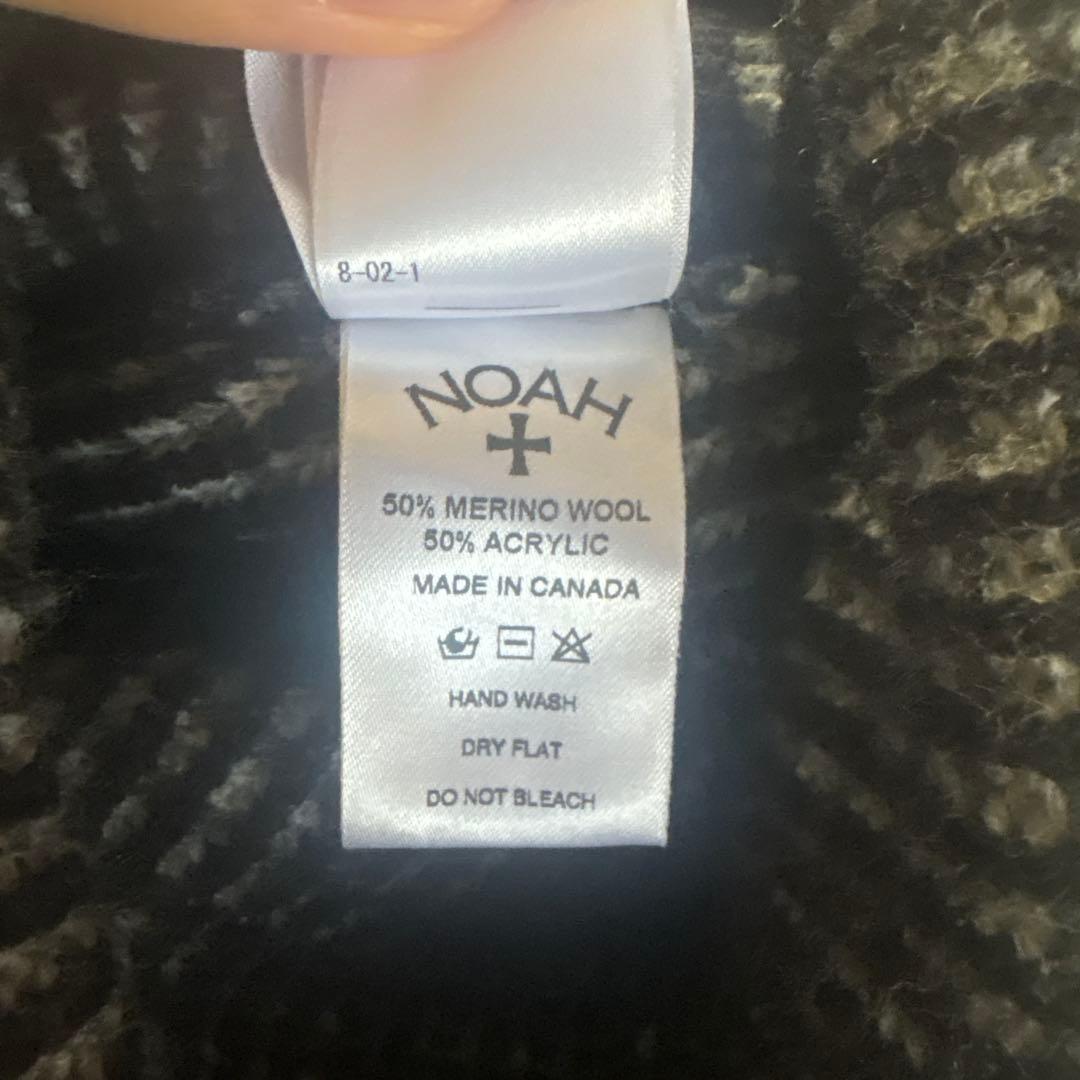 8-02-1
NOAH
50% MERINO WOOL
50% ACRYLIC
MADE IN CANADA
HAND WASH
DRY FLAT
DO NOT BLEACH